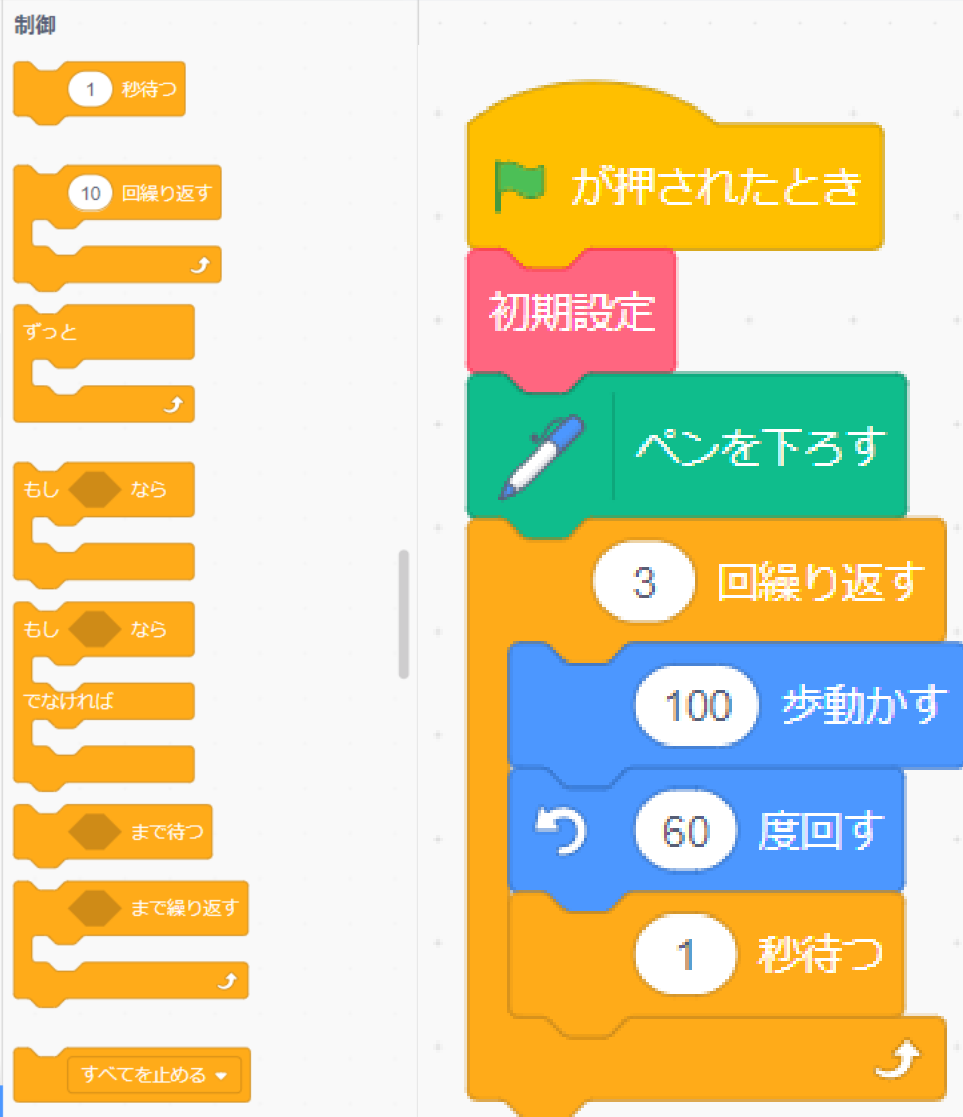 制御
1 秒待つ
10 回繰り返す
ずっと
もし なら
もし なら
でなければ
まで待つ
まで繰り返す
すべてを止める
が押されたとき
初期設定
ペンを下ろす
3 回繰り返す
100 歩動かす
60 度回す
1 秒待つ